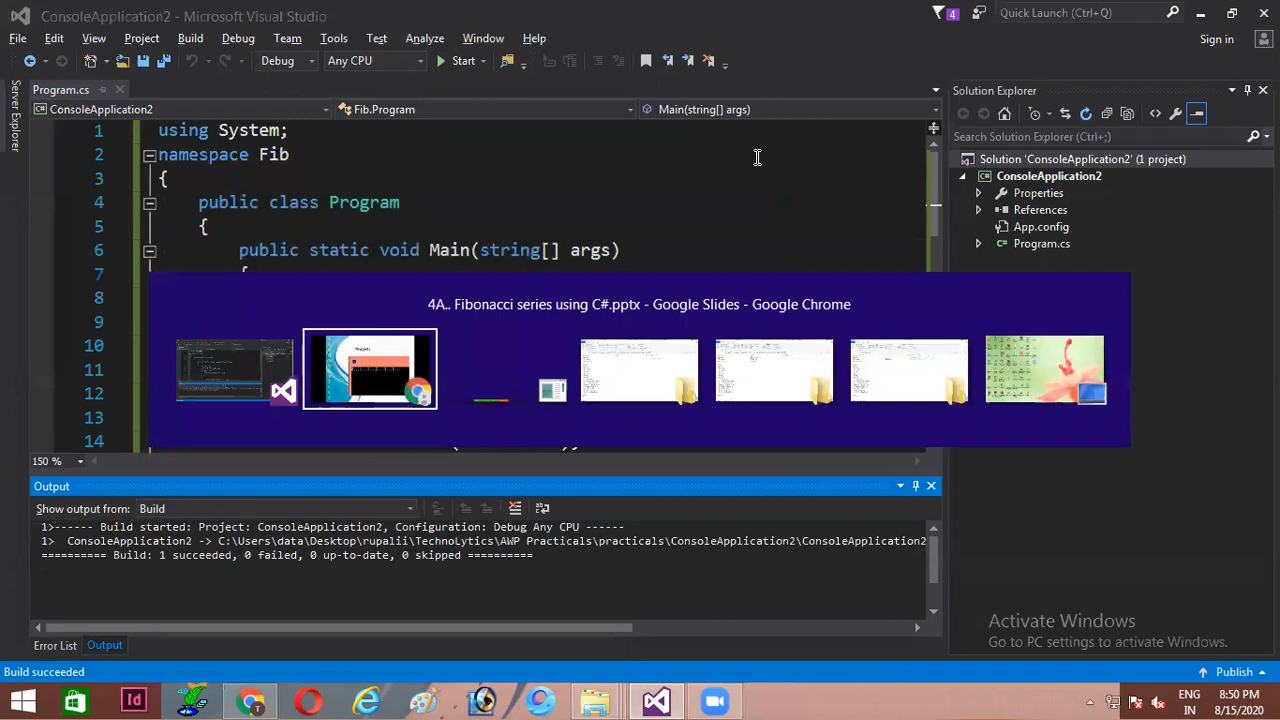 ConsoleApplication2 - Microsoft Visual Studio
4
Quick Launch (Ctrl+Q)
File Edit View Project Build Debug Team Tools Test Analyze Window Help
Sign in
Debug Any CPU Start
Server Explorer
Program.cs
ConsoleApplication2 Fib.Program Main(string[] args)
1 using System;
2 namespace Fib
3 {
4 public class Program
5 {
6 public static void Main(string[] args)
7 {
8
9
10
11
12
13
14
4A.. Fibonacci series using C#.pptx - Google Slides - Google Chrome
150 %
Solution Explorer
Search Solution Explorer (Ctrl+;)
Solution 'ConsoleApplication2' (1 project)
ConsoleApplication2
Properties
References
App.config
Program.cs
Output
Show output from: Build
1>------ Build started: Project: ConsoleApplication2, Configuration: Debug Any CPU ------
1> ConsoleApplication2 -> C:\Users\data\Desktop\rupalii\TechnoLytics\AWP Practicals\practicals\ConsoleApplication2\ConsoleApplication2
========== Build: 1 succeeded, 0 failed, 0 up-to-date, 0 skipped ==========
Activate Windows
Go to PC settings to activate Windows.
Error List Output
Build succeeded
Publish
Id
T
ENG
IN
8:50 PM
8/15/2020